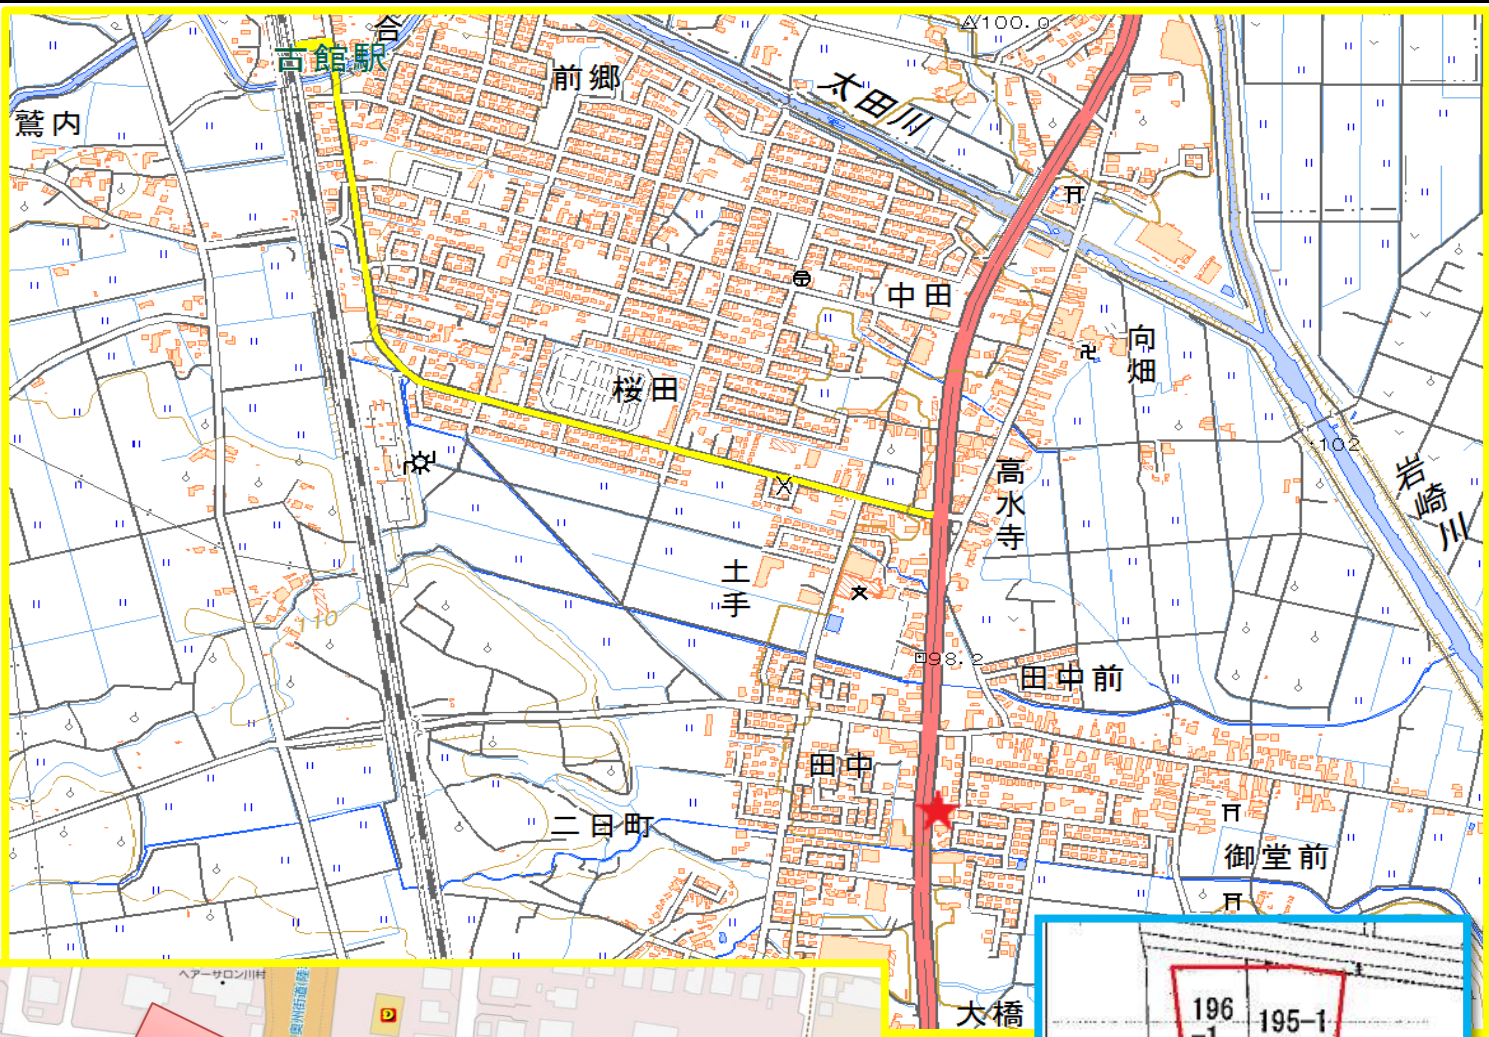 合
△100.0
古館駅
前郷
太田川
鷲内
中田
向畑
桜田
102
岩崎川
高水寺
土手
110
98.2
田中前
田中
二日町
御堂前
大橋
ヘアーサロン川村
奥州街道(陸
196
-1
195-1